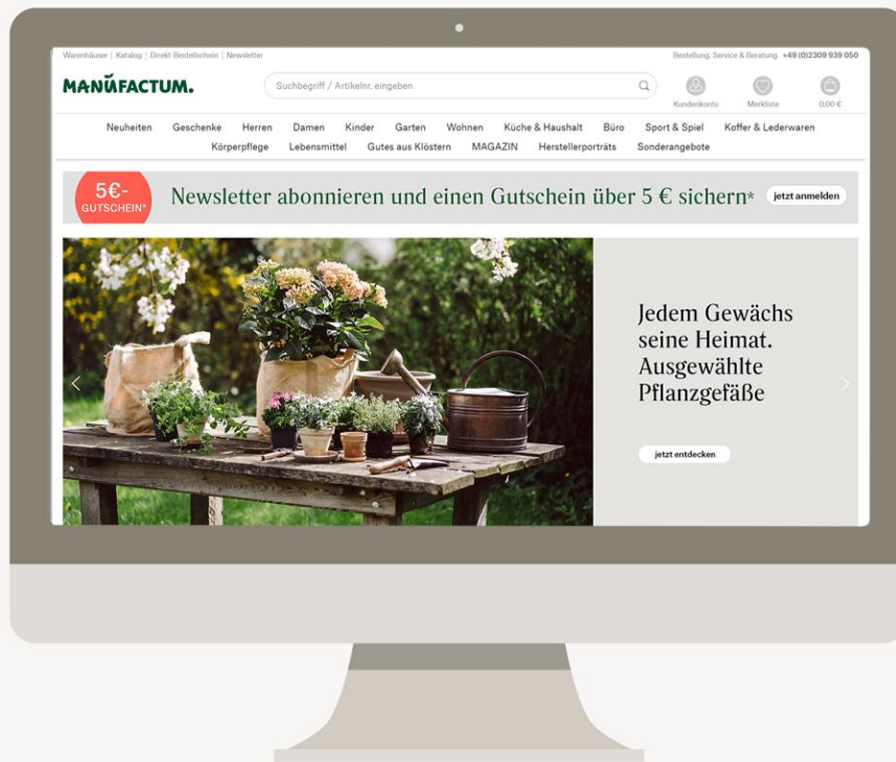 Warenhäuser | Katalog | Direkt-Bestellschein | Newsletter
Bestellung, Service & Beratung +49 (0)2309 939 050
MANUFACTUM.
Suchbegriff / Artikelnr. eingeben
Kundenkonto
Merkliste
0,00 €
Neuheiten Geschenke Herren Damen Kinder Garten Wohnen Küche & Haushalt Büro Sport & Spiel Koffer & Lederwaren
Körperpflege Lebensmittel Gutes aus Klöstern MAGAZIN Herstellerporträts Sonderangebote
5€-
GUTSCHEIN*
Newsletter abonnieren und einen Gutschein über 5 € sichern*
jetzt anmelden
Jedem Gewächs
seine Heimat.
Ausgewählte
Pflanzgefäße
jetzt entdecken